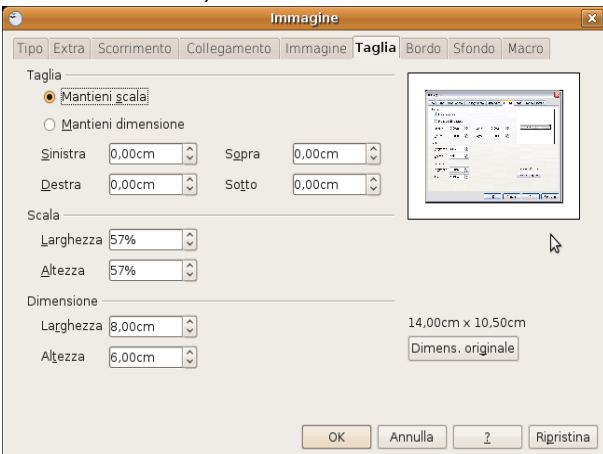 Immagine
Tipo Extra Scorrimento Collegamento Immagine Taglia Bordo Sfondo Macro
Taglia
Mantieni scala
Mantieni dimensione
Sinistra 0,00cm Sopra 0,00cm
Destra 0,00cm Sotto 0,00cm
Scala
Larghezza 57%
Altezza 57%
Dimensione
Larghezza 8,00cm 14,00cm x 10,50cm
Altezza 6,00cm Dimens. originale
OK Annulla ? Ripristina